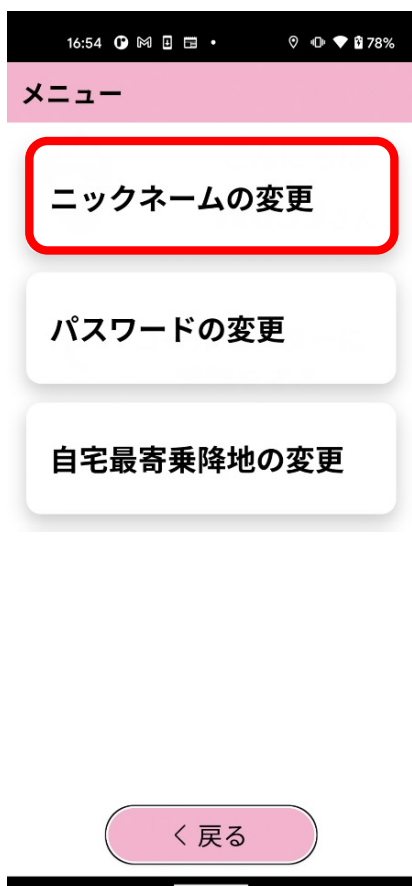 16:54 78%
メニュー
ニックネームの変更
パスワードの変更
自宅最寄乗降地の変更
< 戻る